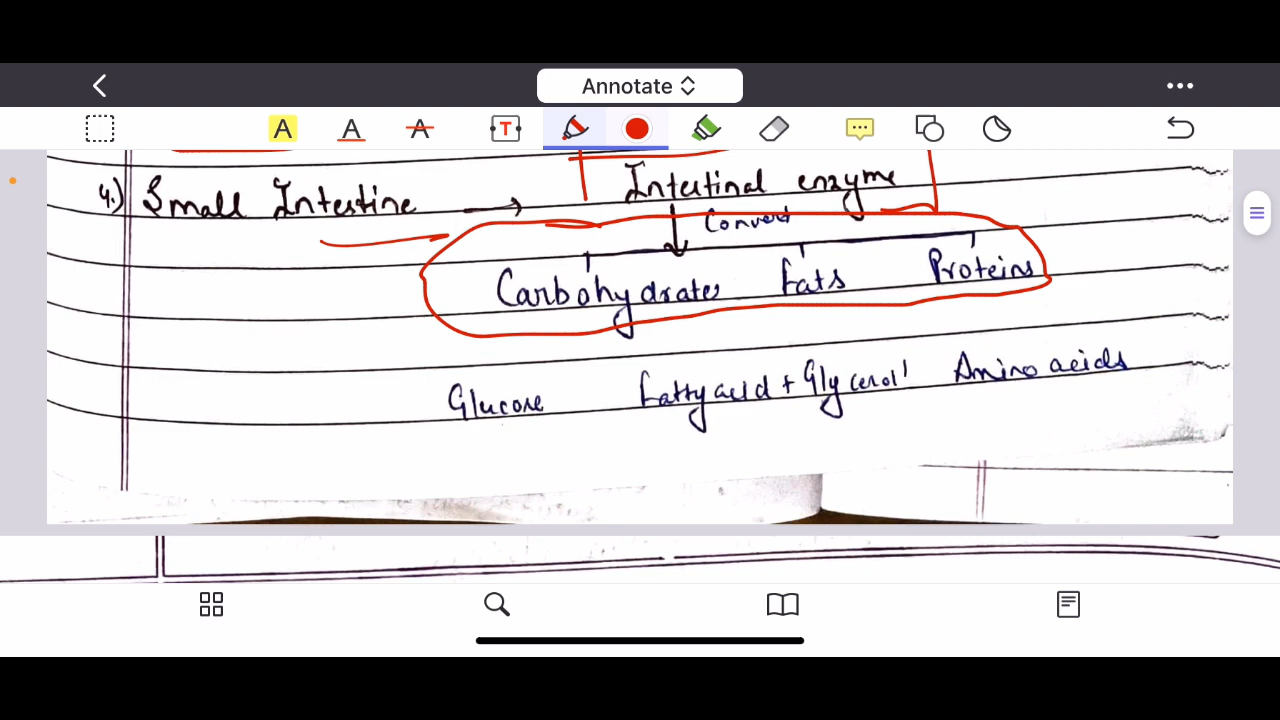 Annotate
A A A T
4.) Small Intestine → Intestinal enzyme
Convert
Carbohydrates Fats Proteins
Glucose Fatty acid + Glycerol Amino acids